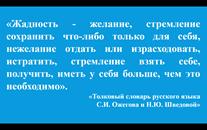 «Жадность - желание, стремление
сохранить что-либо только для себя,
нежелание отдать или израсходовать,
истратить, стремление взять себе,
получить, иметь у себя больше, чем это
необходимо».
«Толковый словарь русского языка
С.И. Ожегова и Н.Ю. Шведовой»